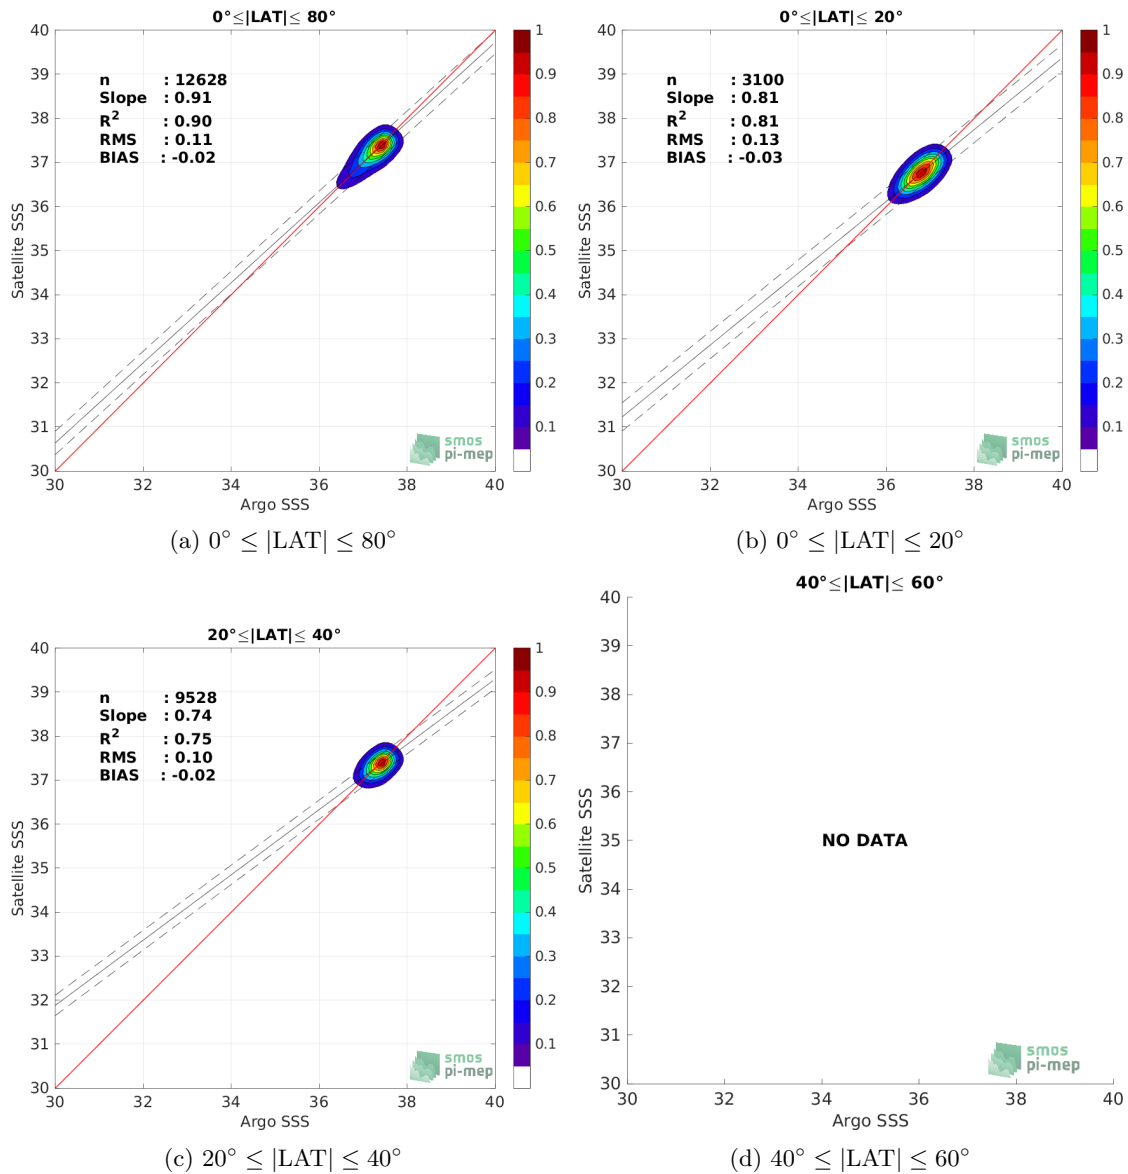 0°≤|LAT|≤ 80°
40
39
38
37
36
35
34
33
32
31
30
Satellite SSS
n : 12628
Slope : 0.91
R² : 0.90
RMS : 0.11
BIAS : -0.02
smos
pi-mep
30 32 34 36 38 40
Argo SSS
1
0.9
0.8
0.7
0.6
0.5
0.4
0.3
0.2
0.1
(a) 0° ≤ |LAT| ≤ 80°
0°≤|LAT|≤ 20°
40
39
38
37
36
35
34
33
32
31
30
Satellite SSS
n : 3100
Slope : 0.81
R² : 0.81
RMS : 0.13
BIAS : -0.03
smos
pi-mep
30 32 34 36 38 40
Argo SSS
1
0.9
0.8
0.7
0.6
0.5
0.4
0.3
0.2
0.1
(b) 0° ≤ |LAT| ≤ 20°
20°≤|LAT|≤ 40°
40
39
38
37
36
35
34
33
32
31
30
Satellite SSS
n : 9528
Slope : 0.74
R² : 0.75
RMS : 0.10
BIAS : -0.02
smos
pi-mep
30 32 34 36 38 40
Argo SSS
1
0.9
0.8
0.7
0.6
0.5
0.4
0.3
0.2
0.1
(c) 20° ≤ |LAT| ≤ 40°
40°≤|LAT|≤ 60°
40
39
38
37
36
35
34
33
32
31
30
Satellite SSS
NO DATA
smos
pi-mep
30 32 34 36 38 40
Argo SSS
(d) 40° ≤ |LAT| ≤ 60°